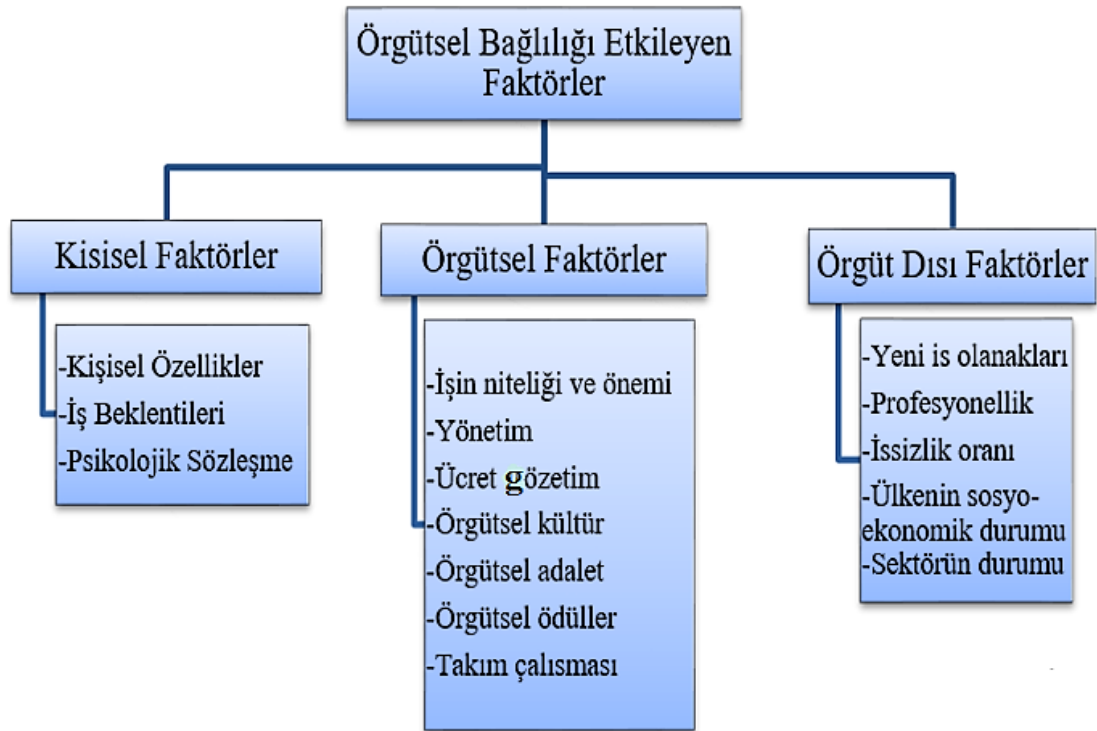 Örgütsel Bağlılığı Etkileyen
Faktörler
Kisisel Faktörler
-Kişisel Özellikler
-İş Beklentileri
-Psikolojik Sözleşme
Örgütsel Faktörler
-İşin niteliği ve önemi
-Yönetim
-Ücret gözetim
-Örgütsel kültür
-Örgütsel adalet
-Örgütsel ödüller
-Takım çalısması
Örgüt Dısı Faktörler
-Yeni is olanakları
-Profesyonellik
-İssizlik oranı
-Ülkenin sosyo-
ekonomik durumu
-Sektörün durumu